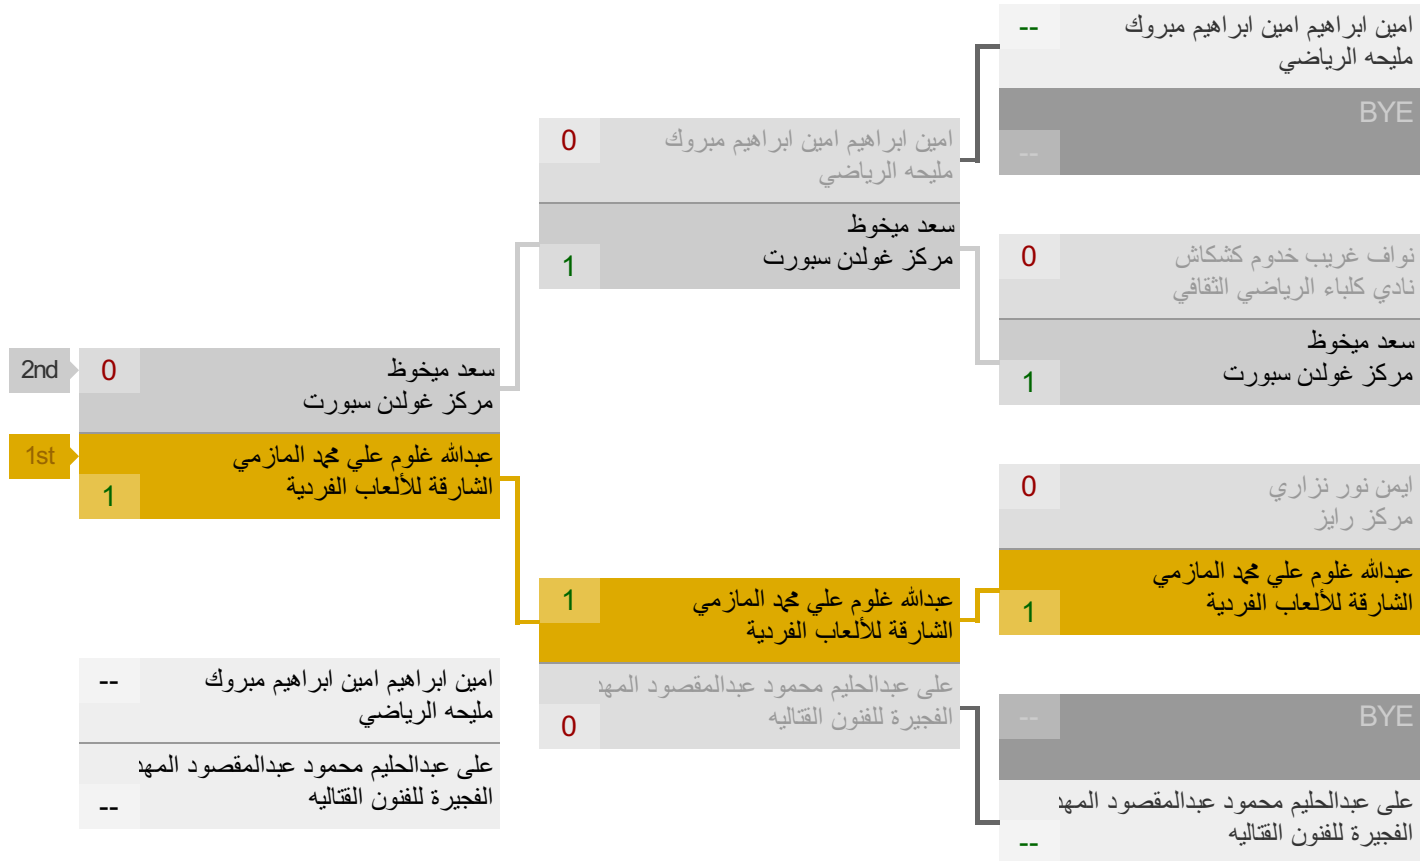 امين ابراهيم امين ابراهيم مبروك
مليحه الرياضي
--
BYE
--
نواف غريب خدوم كشكاش
نادي كلباء الرياضي الثقافي
0
سعد ميخوظ
مركز غولدن سبورت
1
ايمن نور نزاري
مركز رايز
0
عبدالله غلوم علي محمد المازمي
الشارقة للألعاب الفردية
1
BYE
--
على عبدالحليم محمود عبدالمقصود المهد
الفجيرة للفنون القتاليه
--
امين ابراهيم امين ابراهيم مبروك
مليحه الرياضي
0
سعد ميخوظ
مركز غولدن سبورت
1
عبدالله غلوم علي محمد المازمي
الشارقة للألعاب الفردية
1
على عبدالحليم محمود عبدالمقصود المهد
الفجيرة للفنون القتاليه
0
سعد ميخوظ
مركز غولدن سبورت
0
2nd
عبدالله غلوم علي محمد المازمي
الشارقة للألعاب الفردية
1
1st
امين ابراهيم امين ابراهيم مبروك
مليحه الرياضي
--
على عبدالحليم محمود عبدالمقصود المهد
الفجيرة للفنون القتاليه
--